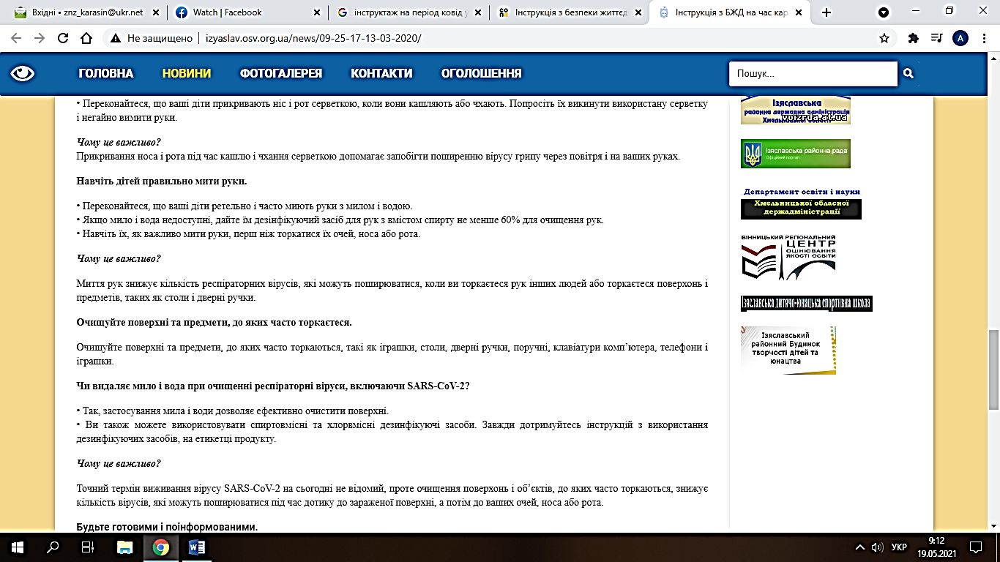 Вхідні • znz_karasin@ukr.net
Watch | Facebook
інструктаж на період ковід у
Інструкція з безпеки життєд
Інструкція з БЖД на час кар
Не защищено
izyaslav.osv.org.ua/news/09-25-17-13-03-2020/
A
ГОЛОВНА
НОВИНИ
ФОТОГАЛЕРЕЯ
КОНТАКТИ
ОГОЛОШЕННЯ
Пошук...
• Переконайтеся, що ваші діти прикривають ніс і рот серветкою, коли вони кашляють або чхають. Попросіть їх викинути використану серветку
і негайно вимити руки.
Чому це важливо?
Прикривання носа і рота під час кашлю і чхання серветкою допомагає запобігти поширенню вірусу грипу через повітря і на ваших руках.
Навчіть дітей правильно мити руки.
• Переконайтеся, що ваші діти ретельно і часто миють руки з милом і водою.
• Якщо мило і вода недоступні, дайте їм дезінфікуючий засіб для рук з вмістом спирту не менше 60% для очищення рук.
• Навчіть їх, як важливо мити руки, перш ніж торкатися їх очей, носа або рота.
Чому це важливо?
Миття рук знижує кількість респіраторних вірусів, які можуть поширюватися, коли ви торкаєтеся рук інших людей або торкаєтеся поверхонь і
предметів, таких як столи і дверні ручки.
Очищуйте поверхні та предмети, до яких часто торкаєтеся.
Очищуйте поверхні та предмети, до яких часто торкаються, такі як іграшки, столи, дверні ручки, поручні, клавіатури комп’ютера, телефони і
іграшки.
Чи видаляє мило і вода при очищенні респіраторні віруси, включаючи SARS-CoV-2?
• Так, застосування мила і води дозволяє ефективно очистити поверхні.
• Ви також можете використовувати спиртовмісні та хлорвмісні дезинфікуючі засоби. Завжди дотримуйтесь інструкцій з використання
дезинфікуючих засобів, на етикетці продукту.
Чому це важливо?
Точний термін виживання вірусу SARS-CoV-2 на сьогодні не відомий, проте очищення поверхонь і об’єктів, до яких часто торкаються, знижує
кількість вірусів, які можуть поширюватися під час дотику до зараженої поверхні, а потім до ваших очей, носа або рота.
Будьте готовими і поінформованими.
Ізяславська
районна державна адміністрація
Хмельницької області
voizrda.at.ua
Ізяславська районна рада
Офіційний портал
Департамент освіти і науки
Хмельницької обласної
держадміністрації
ВІННИЦЬКИЙ РЕГІОНАЛЬНИЙ
ЦЕНТР
ОЦІНЮВАННЯ
ЯКОСТІ ОСВІТИ
Ізяславська дитячо-юнацька спортивна школа
Ізяславський
районний Будинок
творчості дітей та
юнацтва
УКР
9:12
19.05.2021